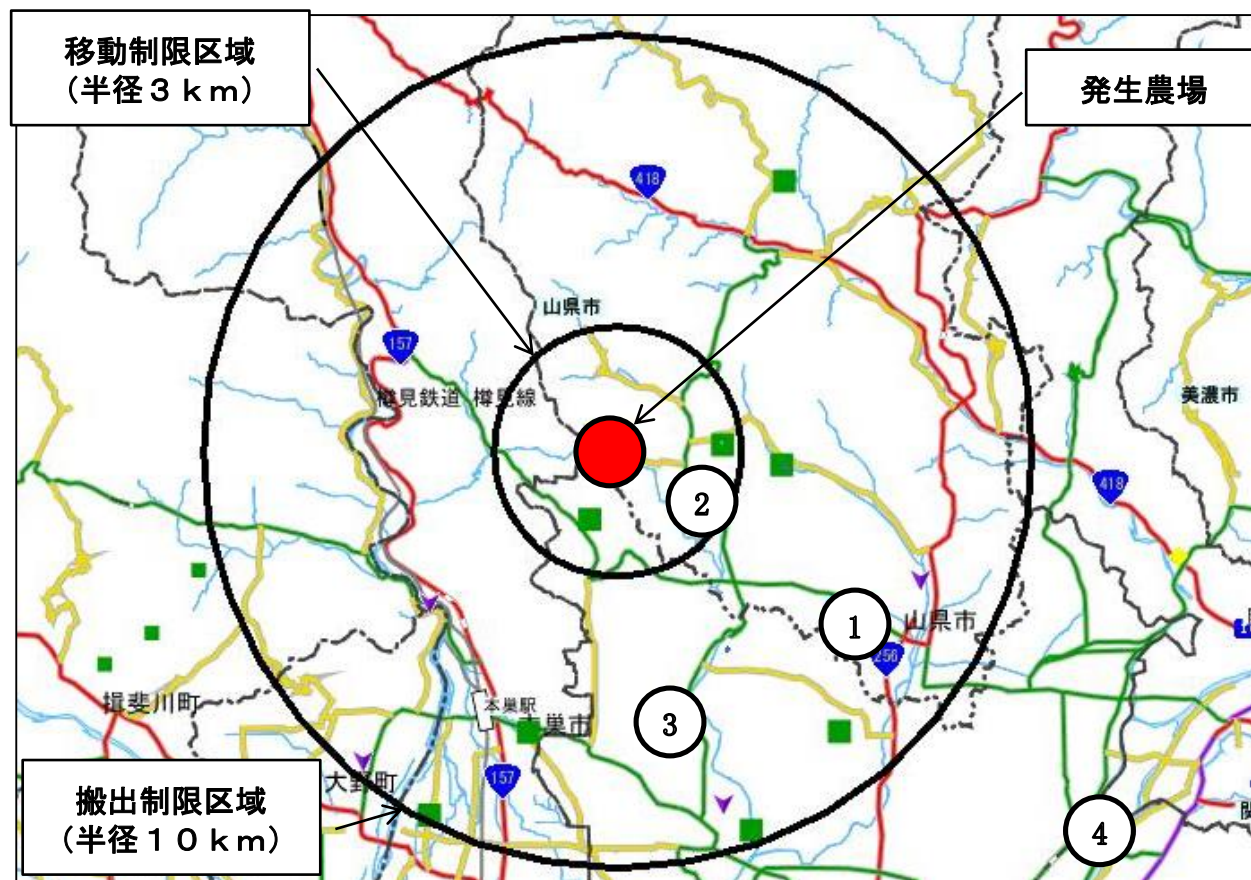 移動制限区域
(半径3km)
発生農場
418
山県市
157
樽見鉄道 樽見線
美濃市
418
2
1
山県市
256
揖斐川町
本巣駅
本巣市
3
大野町
157
搬出制限区域
(半径10km)
4